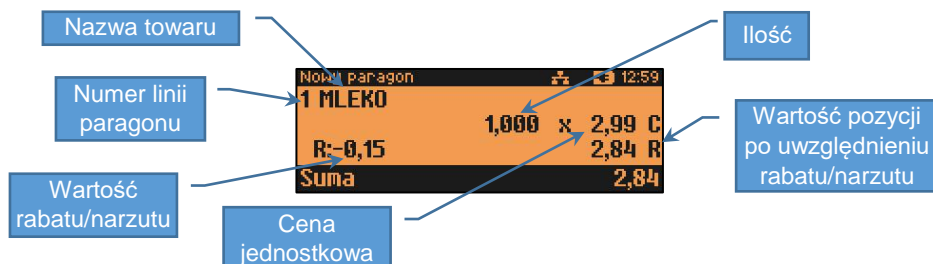 Nazwa towaru
Ilość
Nowy paragon 12:59
Numer linii
paragonu
1 MLEKO
1,000 x 2,99 C
R:-0,15 2,84 R
Suma 2,84
Wartość pozycji
po uwzględnieniu
rabatu/narzutu
Wartość
rabatu/narzutu
Cena
jednostkowa